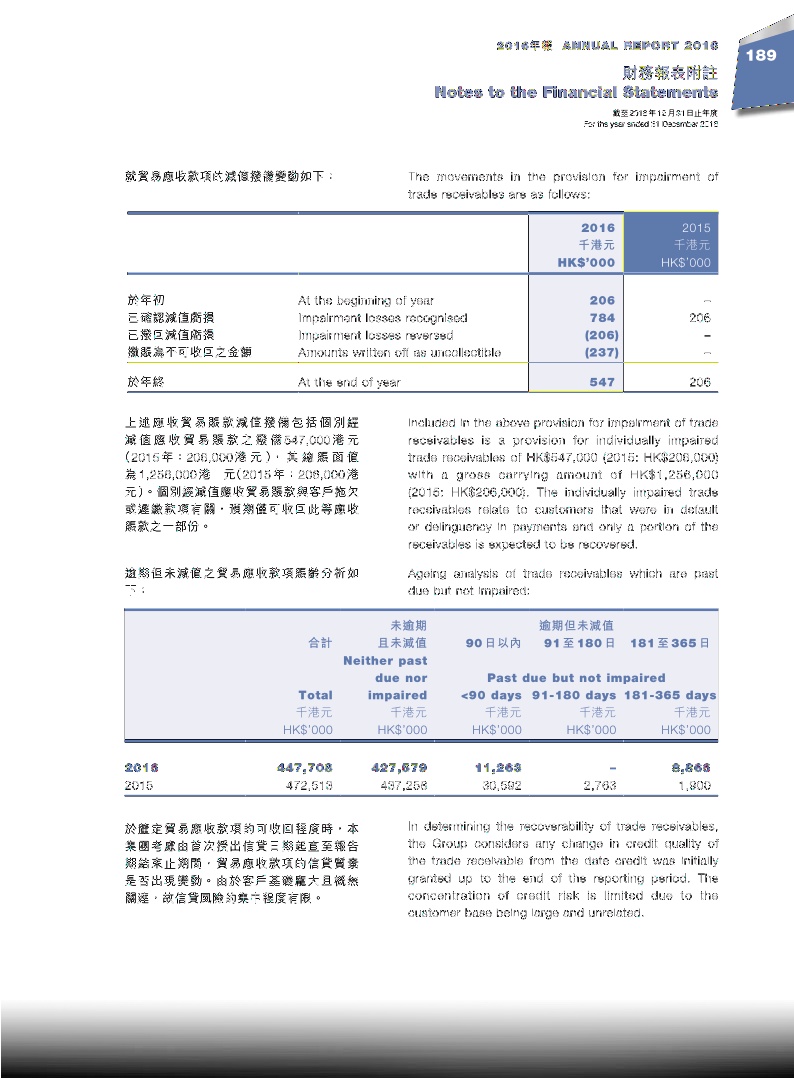 2016年報 ANNUAL REPORT 2016
189
財務報表附註
Notes to the Financial Statements
截至2016年12月31日止年度
For the year ended 31 December 2016
就貿易應收款項的減值撥備變動如下：
The movements in the provision for impairment of
trade receivables are as follows:
2016 2015
千港元 千港元
HK$'000 HK$'000
於年初 At the beginning of year 206 –
已確認減值虧損 Impairment losses recognised 784 206
已撥回減值虧損 Impairment losses reversed (206) –
撇賬為不可收回之金額 Amounts written off as uncollectible (237) –
於年終 At the end of year 547 206
上述應收貿易賬款減值撥備包括個別經
減值應收貿易賬款之撥備547,000港元
(2015年：206,000港元)，其總賬面值
為1,256,000港 元(2015年：206,000港
元)。個別經減值應收貿易賬款與客戶拖欠
或遲繳款項有關，預期僅可收回此等應收
賬款之一部份。
Included in the above provision for impairment of trade
receivables is a provision for individually impaired
trade receivables of HK$547,000 (2015: HK$206,000)
with a gross carrying amount of HK$1,256,000
(2015: HK$206,000). The individually impaired trade
receivables relate to customers that were in default
or delinquency in payments and only a portion of the
receivables is expected to be recovered.
逾期但未減值之貿易應收款項賬齡分析如
下：
Ageing analysis of trade receivables which are past
due but not impaired:
未逾期 逾期但未減值
合計 且未減值 90日以內 91至180日 181至365日
Neither past
due nor Past due but not impaired
Total impaired <90 days 91-180 days 181-365 days
千港元 千港元 千港元 千港元 千港元
HK$'000 HK$'000 HK$'000 HK$'000 HK$'000
2016 447,708 427,579 11,263 – 8,866
2015 472,513 437,258 30,592 2,763 1,900
於釐定貿易應收款項的可收回程度時，本
集團考慮由首次授出信貸日期起直至報告
期結束止期間，貿易應收款項的信貸質素
是否出現變動。由於客戶基礎龐大且概無
關連，故信貸風險的集中程度有限。
In determining the recoverability of trade receivables,
the Group considers any change in credit quality of
the trade receivable from the date credit was initially
granted up to the end of the reporting period. The
concentration of credit risk is limited due to the
customer base being large and unrelated.